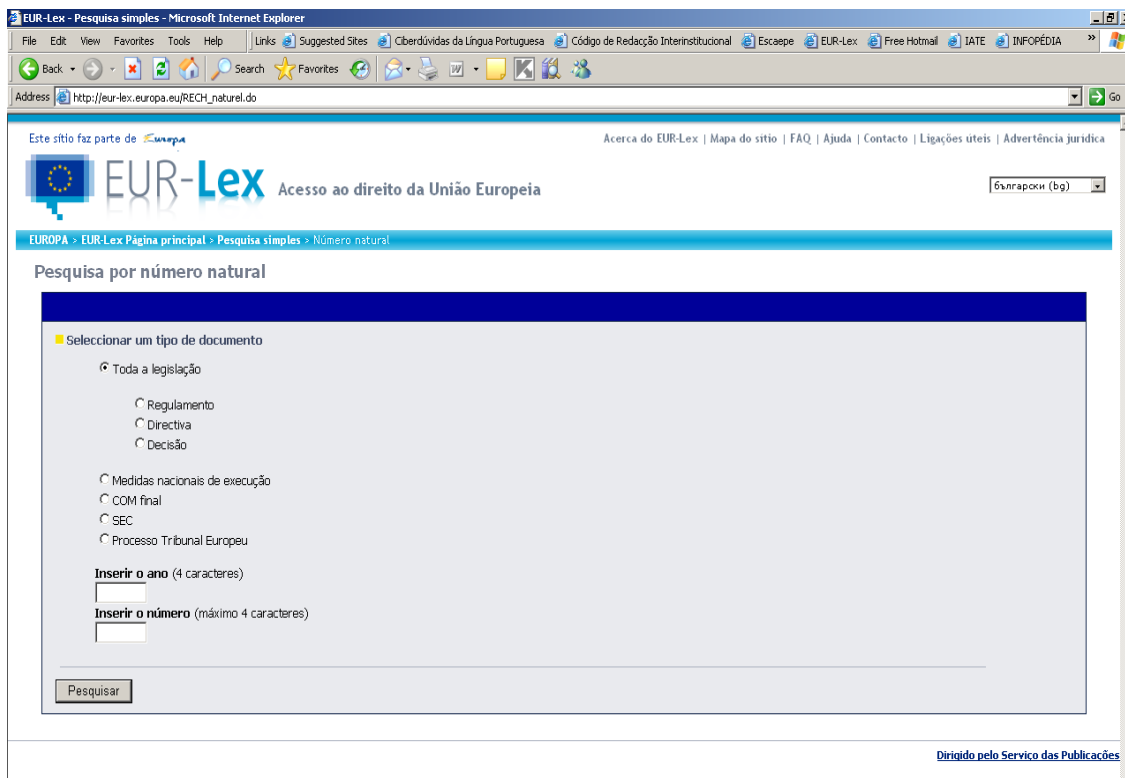 EUR-Lex - Pesquisa simples - Microsoft Internet Explorer
File Edit View Favorites Tools Help Links Suggested Sites Ciberdúvidas da Língua Portuguesa Código de Redacção Interinstitucional Escaepe EUR-Lex Free Hotmail IATE INFOPÉDIA »
Back Search Favorites
Address http://eur-lex.europa.eu/RECH_naturel.do Go
Este sítio faz parte de Europa Acerca do EUR-Lex | Mapa do sítio | FAQ | Ajuda | Contacto | Ligações úteis | Advertência jurídica
EUR-Lex Acesso ao direito da União Europeia български (bg)
EUROPA > EUR-Lex Página principal > Pesquisa simples > Número natural
Pesquisa por número natural
Seleccionar um tipo de documento
Toda a legislação
Regulamento
Directiva
Decisão
Medidas nacionais de execução
COM final
SEC
Processo Tribunal Europeu
Inserir o ano (4 caracteres)
Inserir o número (máximo 4 caracteres)
Pesquisar
Dirigido pelo Serviço das Publicações